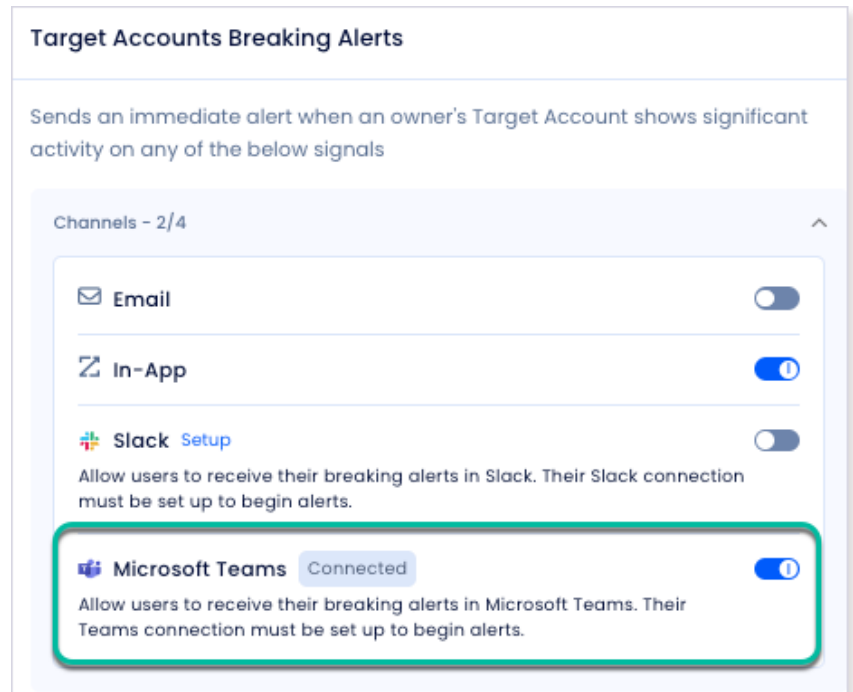 Target Accounts Breaking Alerts
Sends an immediate alert when an owner's Target Account shows significant
activity on any of the below signals
Channels - 2/4
Email
In-App
Slack Setup
Allow users to receive their breaking alerts in Slack. Their Slack connection
must be set up to begin alerts.
Microsoft Teams Connected
Allow users to receive their breaking alerts in Microsoft Teams. Their
Teams connection must be set up to begin alerts.